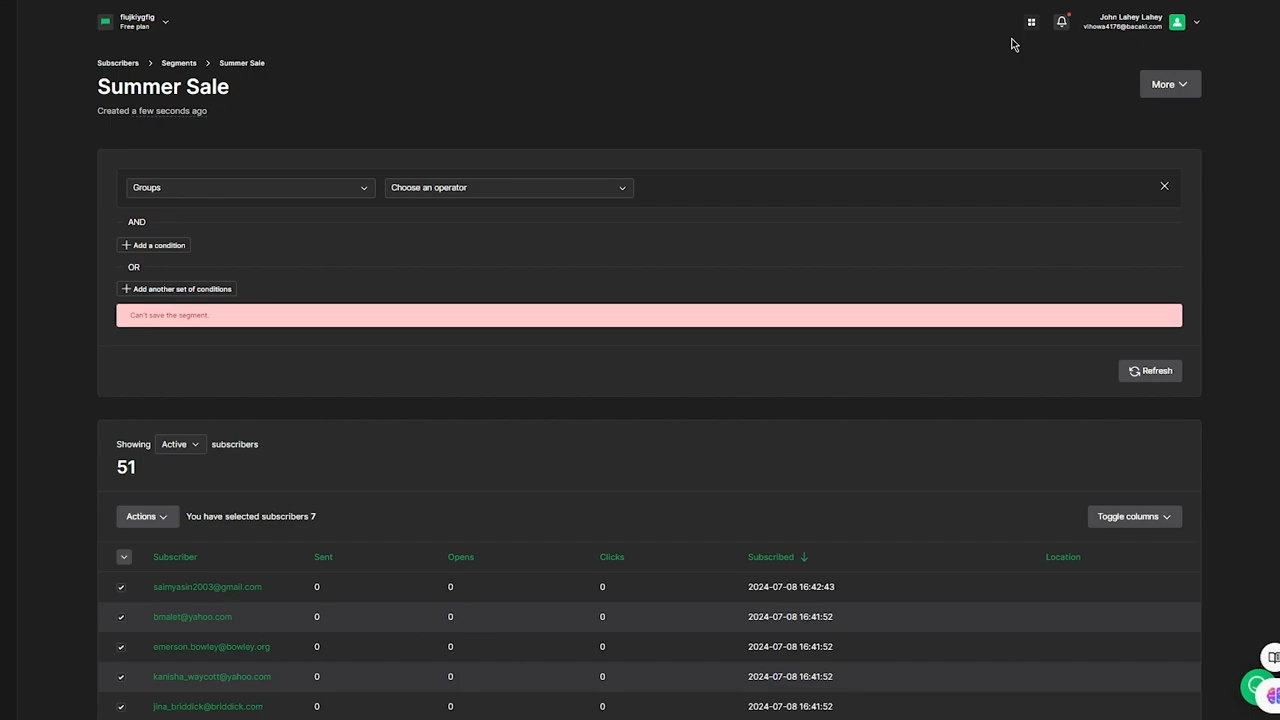 flujkiygfig
Free plan
John Lahey Lahey
vihowa4176@bacaki.com
Subscribers > Segments > Summer Sale
Summer Sale
More
Created a few seconds ago
Groups
Choose an operator
AND
+ Add a condition
OR
+ Add another set of conditions
Can't save the segment.
Refresh
Showing Active subscribers
51
Actions You have selected subscribers 7
Toggle columns
Subscriber Sent Opens Clicks Subscribed ↓ Location
saimyasin2003@gmail.com 0 0 0 2024-07-08 16:42:43
bmalet@yahoo.com 0 0 0 2024-07-08 16:41:52
emerson.bowley@bowley.org 0 0 0 2024-07-08 16:41:52
kanisha_waycott@yahoo.com 0 0 0 2024-07-08 16:41:52
jina_briddick@briddick.com 0 0 0 2024-07-08 16:41:52